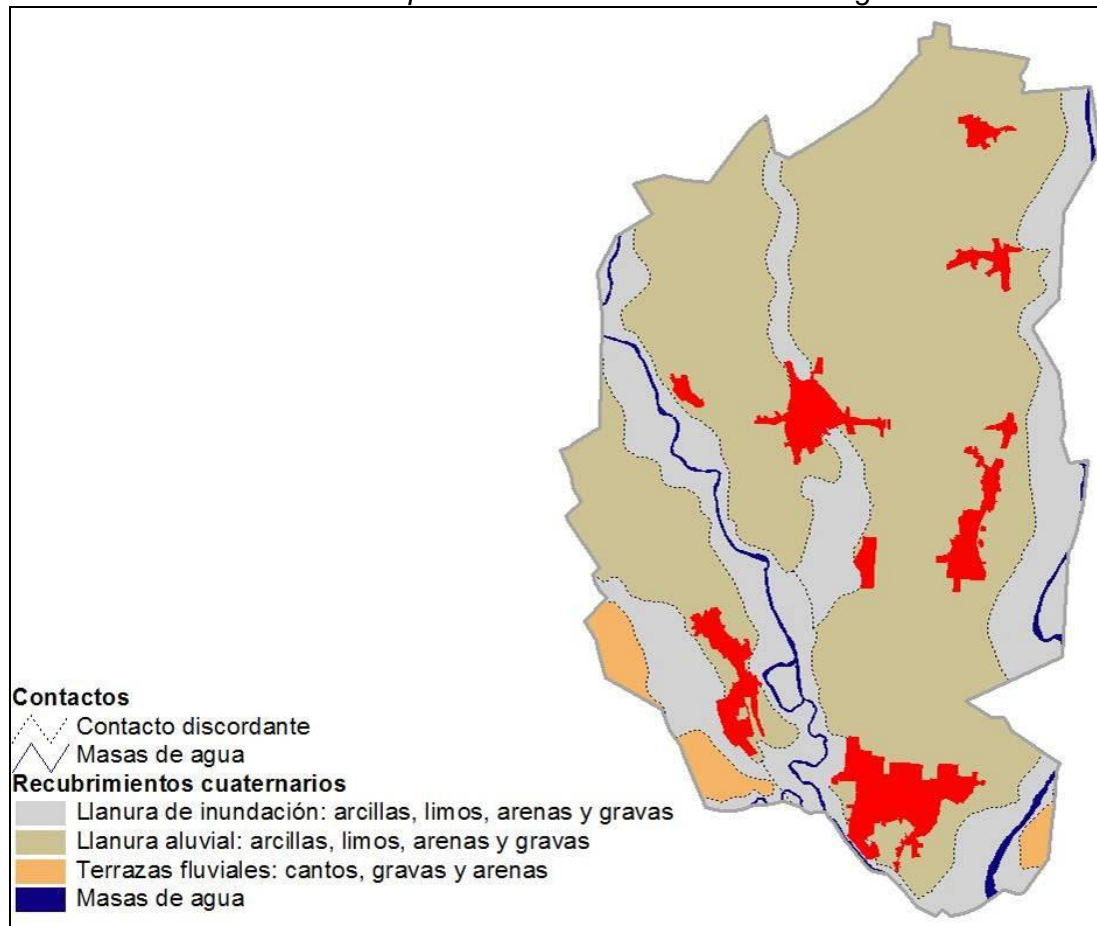 Contactos
Contacto discordante
Masas de agua
Recubrimientos cuaternarios
Llanura de inundación: arcillas, limos, arenas y gravas
Llanura aluvial: arcillas, limos, arenas y gravas
Terrazas fluviales: cantos, gravas y arenas
Masas de agua